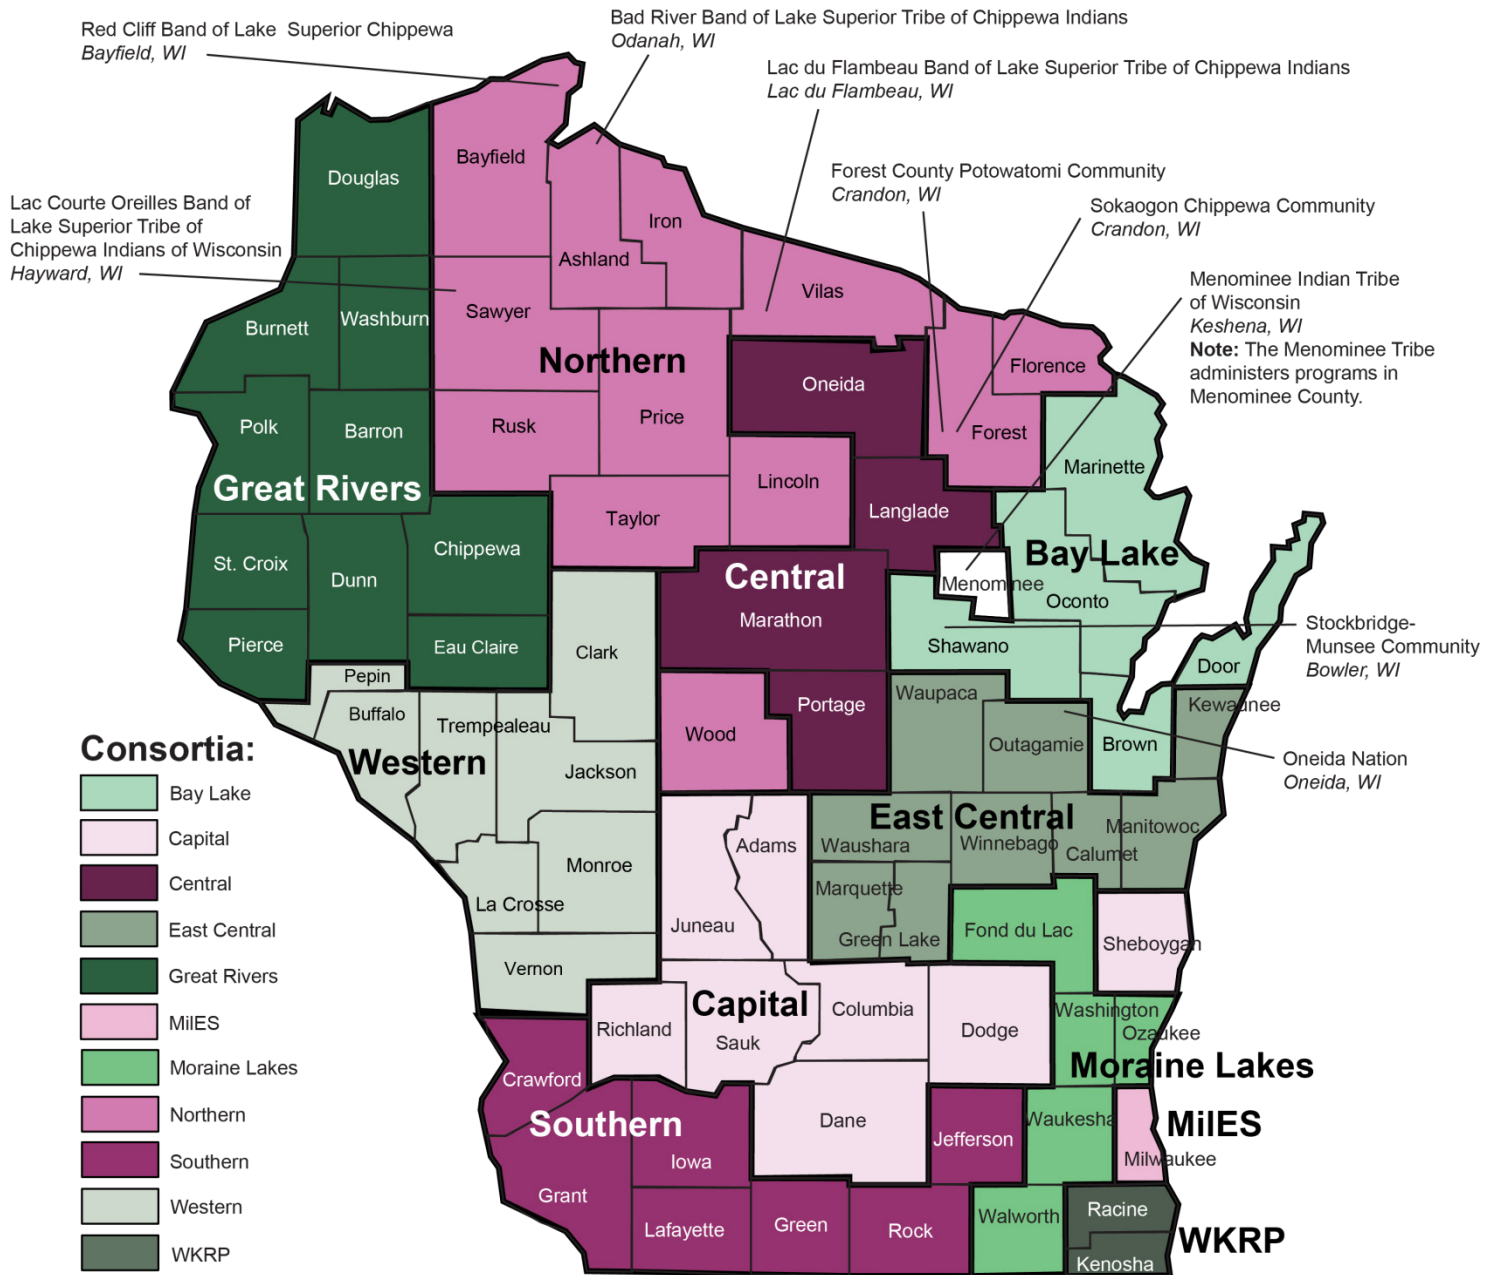 Red Cliff Band of Lake Superior Chippewa
Bayfield, WI
Bad River Band of Lake Superior Tribe of Chippewa Indians
Odanah, WI
Lac du Flambeau Band of Lake Superior Tribe of Chippewa Indians
Lac du Flambeau, WI
Forest County Potowatomi Community
Crandon, WI
Sokaogon Chippewa Community
Crandon, WI
Lac Courte Oreilles Band of
Lake Superior Tribe of
Chippewa Indians of Wisconsin
Hayward, WI
Menominee Indian Tribe
of Wisconsin
Keshena, WI
Note: The Menominee Tribe
administers programs in
Menominee County.
Stockbridge-
Munsee Community
Bowler, WI
Oneida Nation
Oneida, WI
Douglas
Bayfield
Iron
Ashland
Vilas
Burnett
Washburn
Sawyer
Northern
Florence
Oneida
Polk
Barron
Rusk
Price
Forest
Great Rivers
Lincoln
Marinette
Taylor
Langlade
Chippewa
St. Croix
Dunn
Central
Bay Lake
Menominee
Oconto
Marathon
Pierce
Eau Claire
Clark
Shawano
Door
Pepin
Buffalo
Trempealeau
Waupaca
Portage
Kewaunee
Wood
Outagamie
Brown
Western
Jackson
East Central
Adams
Waushara
Winnebago
Manitowoc
Calumet
Monroe
Marquette
La Crosse
Juneau
Green Lake
Fond du Lac
Sheboygan
Vernon
Capital
Richland
Sauk
Columbia
Dodge
Washington
Ozaukee
Moraine Lakes
Crawford
Southern
Dane
Jefferson
Waukesha
MilES
Milwaukee
Iowa
Grant
Lafayette
Green
Rock
Walworth
Racine
WKRP
Kenosha
Consortia:
Bay Lake
Capital
Central
East Central
Great Rivers
MilES
Moraine Lakes
Northern
Southern
Western
WKRP